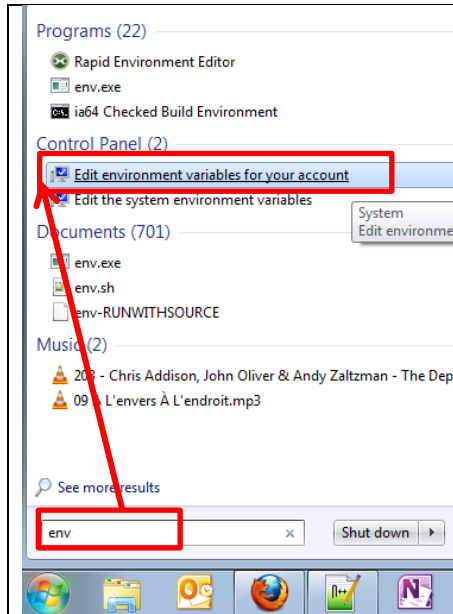 Programs (22)
Rapid Environment Editor
env.exe
ia64 Checked Build Environment
Control Panel (2)
Edit environment variables for your account
Edit the system environment variables
System
Edit environme
Documents (701)
env.exe
env.sh
env-RUNWITHSOURCE
Music (2)
203 - Chris Addison, John Oliver & Andy Zaltzman - The Dep
09 À L'envers À L'endroit.mp3
See more results
env
Shut down